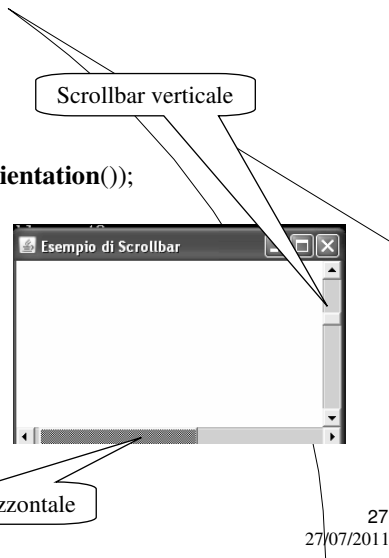 Scrollbar verticale
ientation());
Esempio di Scrollbar
zzontale
27
27/07/2011